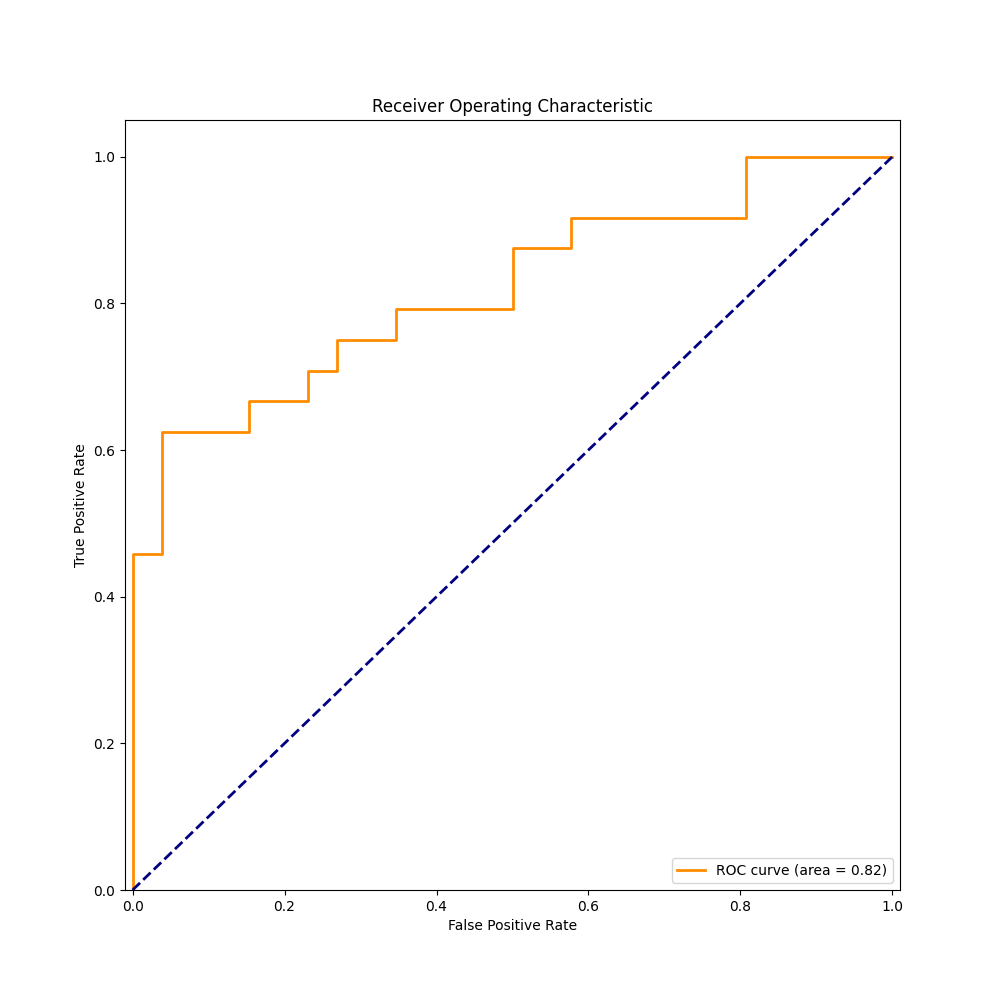 Receiver Operating Characteristic
1.0
0.8
0.6
0.4
0.2
0.0
True Positive Rate
ROC curve (area = 0.82)
0.0 0.2 0.4 0.6 0.8 1.0
False Positive Rate